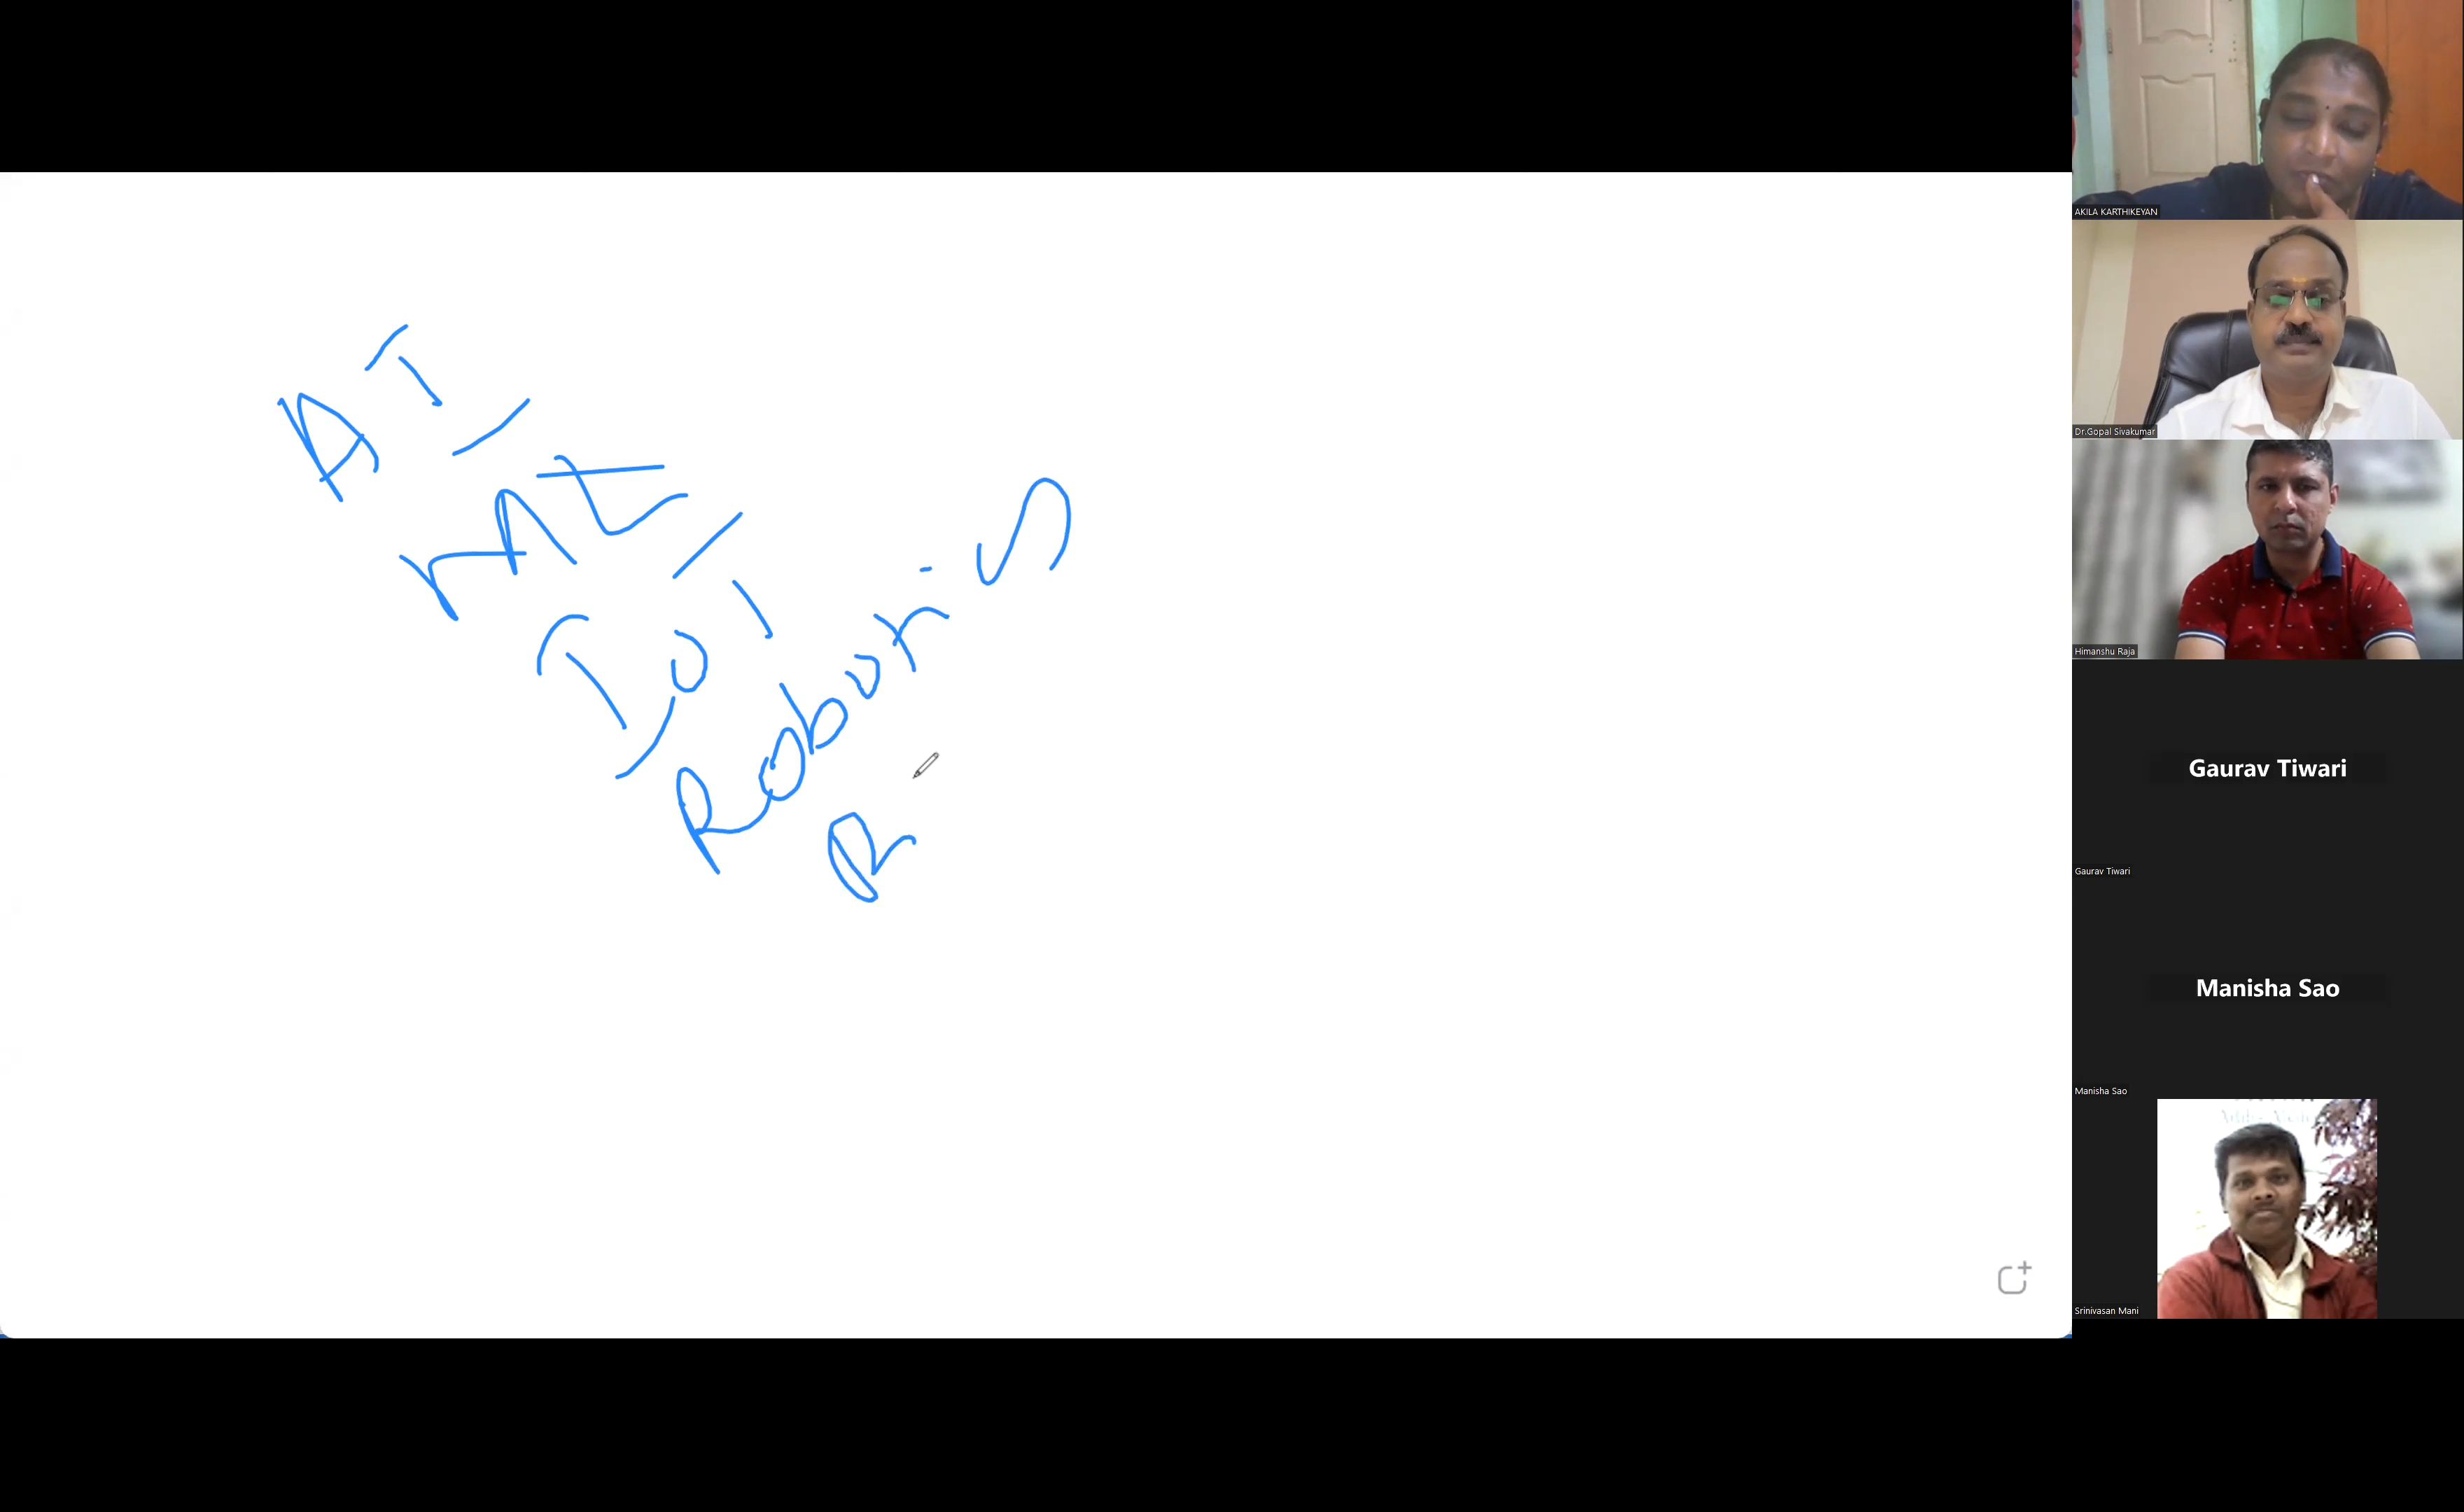 AI
ML
IOT
AKILA KARTHIKEYAN
Dr.Gopal Sivakumar
Himanshu Raja
Gaurav Tiwari
Gaurav Tiwari
Manisha Sao
Manisha Sao
Srinivasan Mani